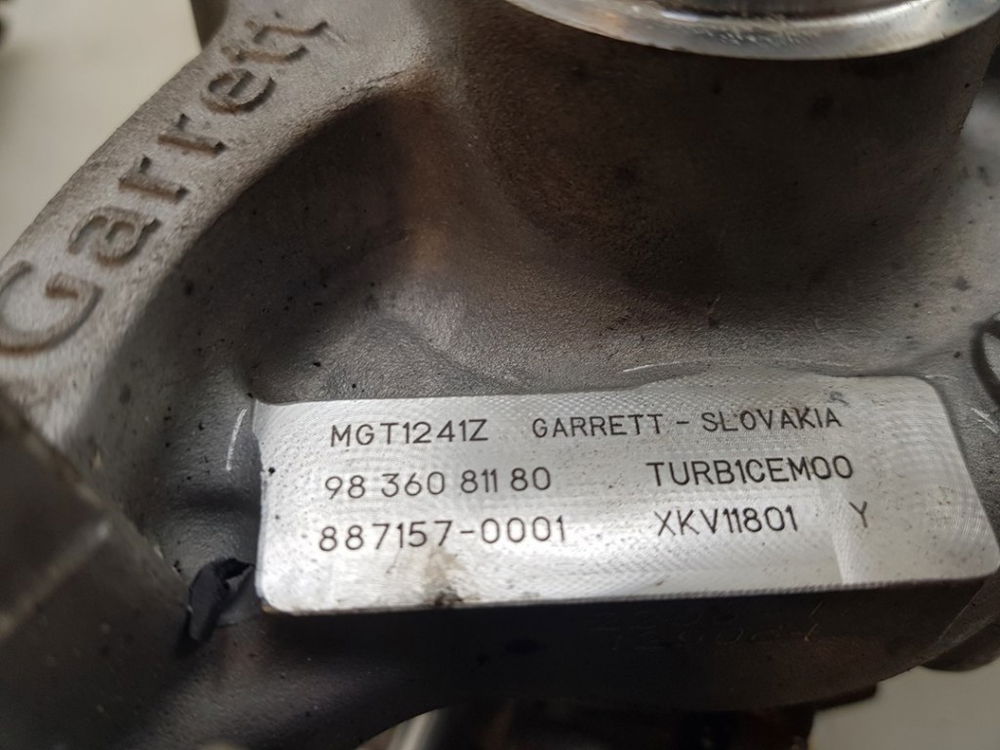 Garrett
MGT1241Z GARRETT - SLOVAKIA
98 360 811 80 TURB1CEM00
887157-0001 XKV11801 Y